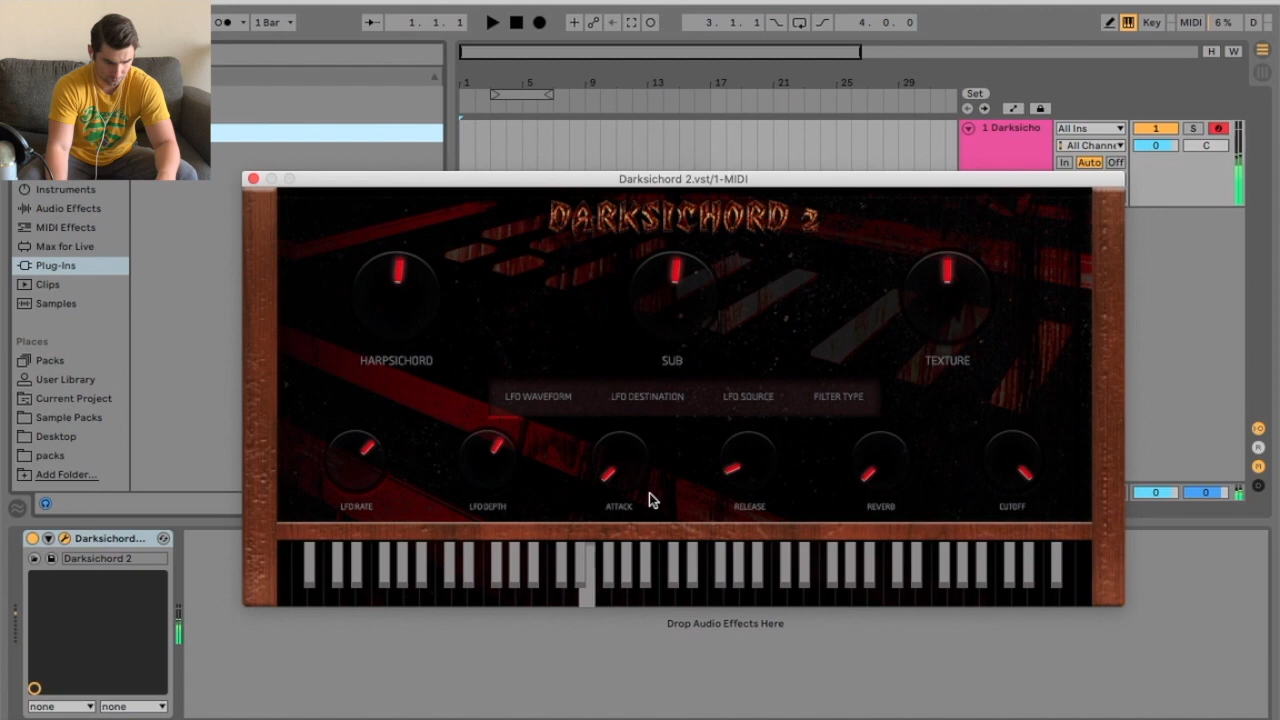 1 Bar
1. 1. 1
3. 1. 1
4. 0. 0
Key
MIDI
6 %
D
H
W
1
5
9
13
17
21
25
29
Set
1 Darksicho
All Ins
1
S
All Channe
0
C
In
Auto
Off
Darksichord 2.vst/1-MIDI
Instruments
Audio Effects
MIDI Effects
Max for Live
Plug-Ins
Clips
Samples
Places
Packs
User Library
Current Project
Sample Packs
Desktop
packs
Add Folder...
DARKSICHORD 2
HARPSICHORD
SUB
TEXTURE
LFO WAVEFORM
LFO DESTINATION
LFO SOURCE
FILTER TYPE
LFO RATE
LFO DEPTH
ATTACK
RELEASE
REVERB
CUTOFF
0
0
I·O
R
M
D
Darksichord...
Darksichord 2
none
none
Drop Audio Effects Here